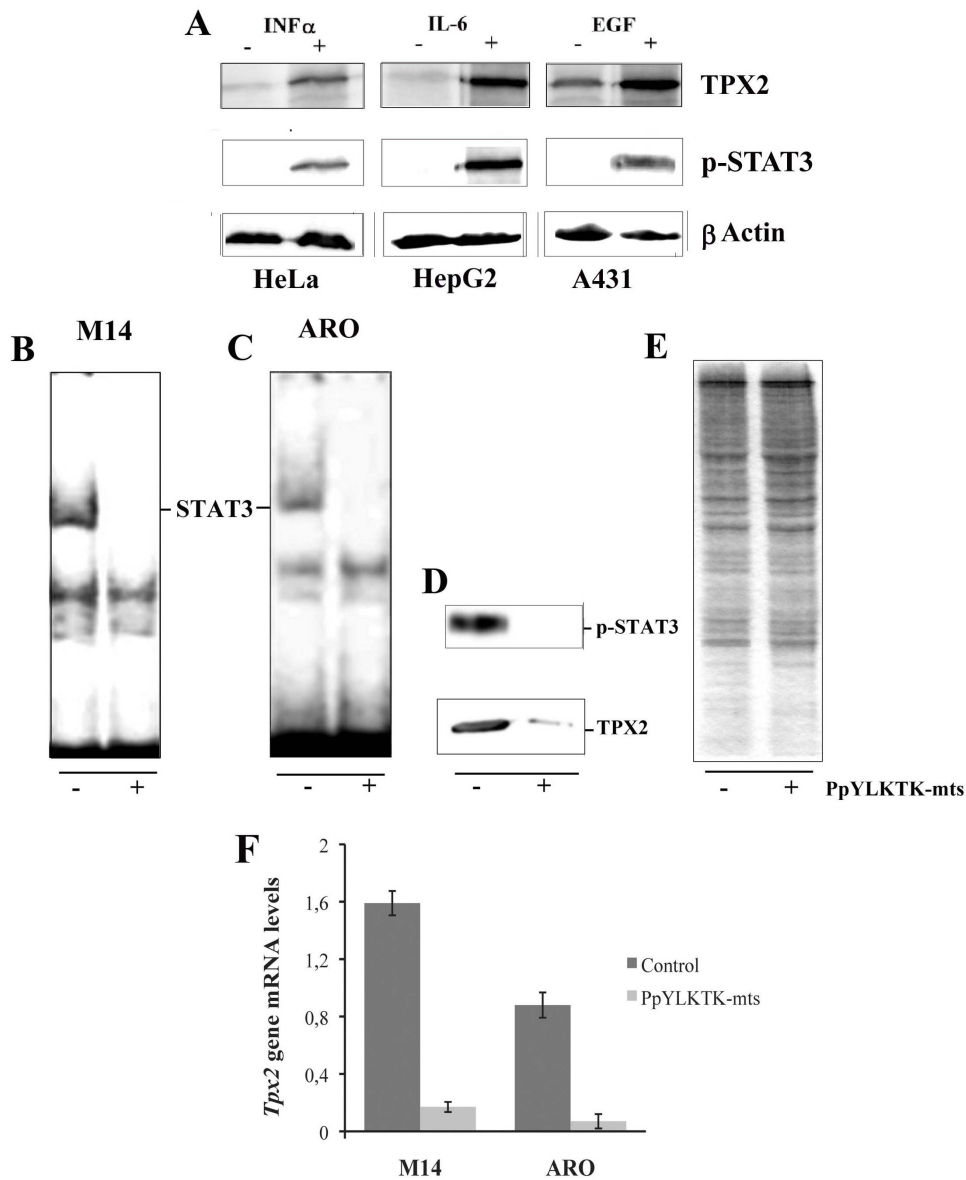 A
INFα
IL-6
EGF
- + - + - +
TPX2
p-STAT3
β Actin
HeLa HepG2 A431
B
M14
C
ARO
E
STAT3
D
p-STAT3
TPX2
- + - + - + - + PpYLKTK-mts
F
Tpx2 gene mRNA levels
2
1,6
1,2
0,8
0,4
0
Control
PpYLKTK-mts
M14 ARO